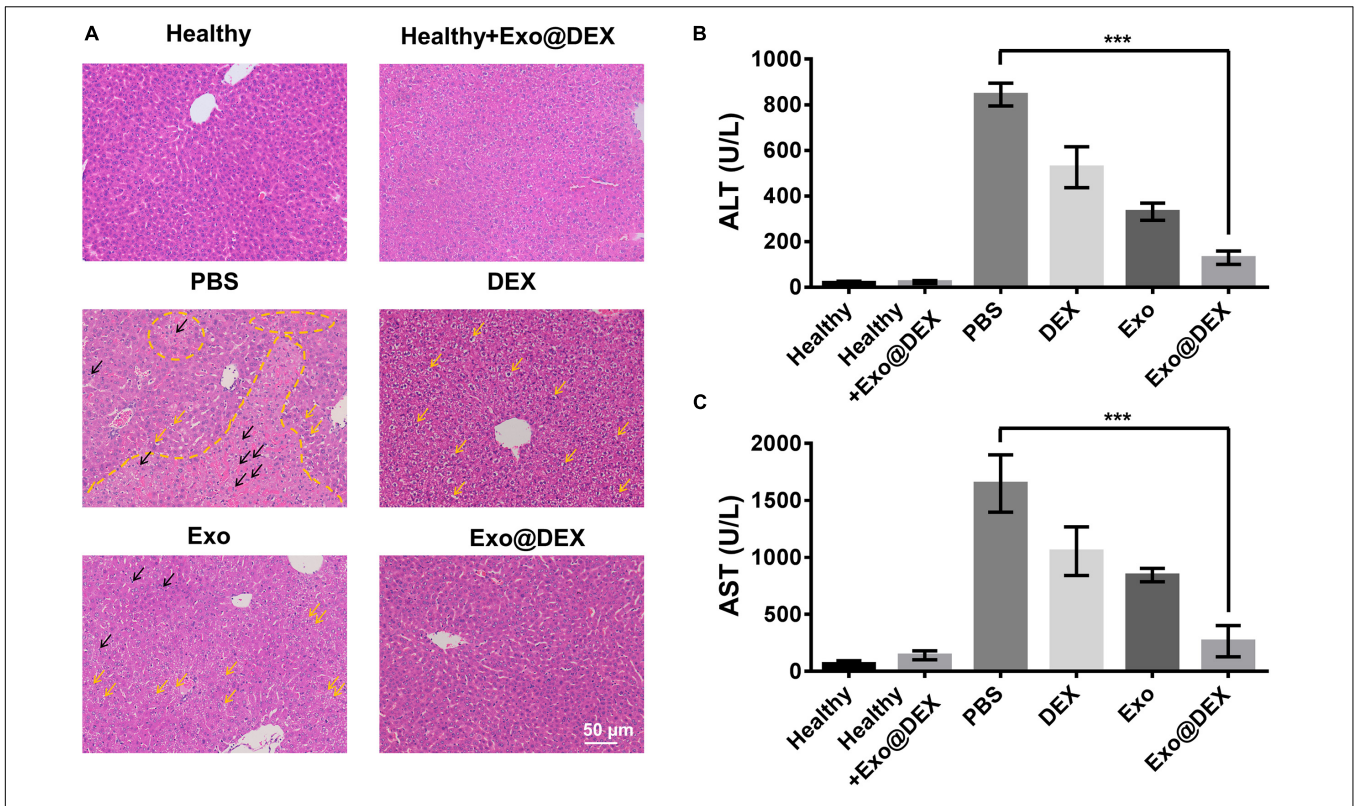 A
Healthy
Healthy+Exo@DEX
PBS
DEX
Exo
Exo@DEX
50 μm
B
ALT (U/L)
1000
800
600
400
200
0
***
Healthy
Healthy
+Exo@DEX
PBS
DEX
Exo
Exo@DEX
C
AST (U/L)
2000
1500
1000
500
0
***
Healthy
Healthy
+Exo@DEX
PBS
DEX
Exo
Exo@DEX